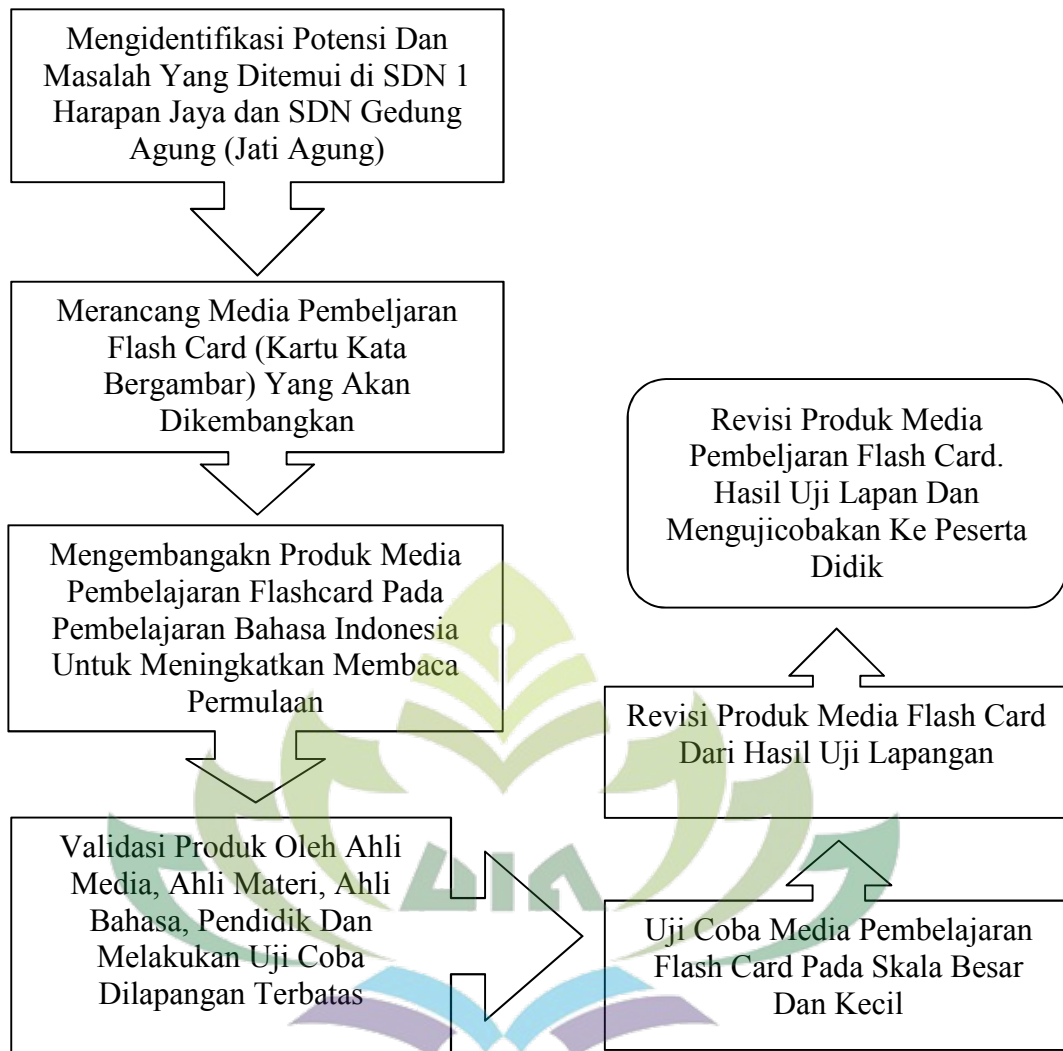 Mengidentifikasi Potensi Dan
Masalah Yang Ditemui di SDN 1
Harapan Jaya dan SDN Gedung
Agung (Jati Agung)
Merancang Media Pembeljaran
Flash Card (Kartu Kata
Bergambar) Yang Akan
Dikembangkan
Mengembangakn Produk Media
Pembelajaran Flashcard Pada
Pembelajaran Bahasa Indonesia
Untuk Meningkatkan Membaca
Permulaan
Validasi Produk Oleh Ahli
Media, Ahli Materi, Ahli
Bahasa, Pendidik Dan
Melakukan Uji Coba
Dilapangan Terbatas
Uji Coba Media Pembelajaran
Flash Card Pada Skala Besar
Dan Kecil
Revisi Produk Media Flash Card
Dari Hasil Uji Lapangan
Revisi Produk Media
Pembeljaran Flash Card.
Hasil Uji Lapan Dan
Mengujicobakan Ke Peserta
Didik